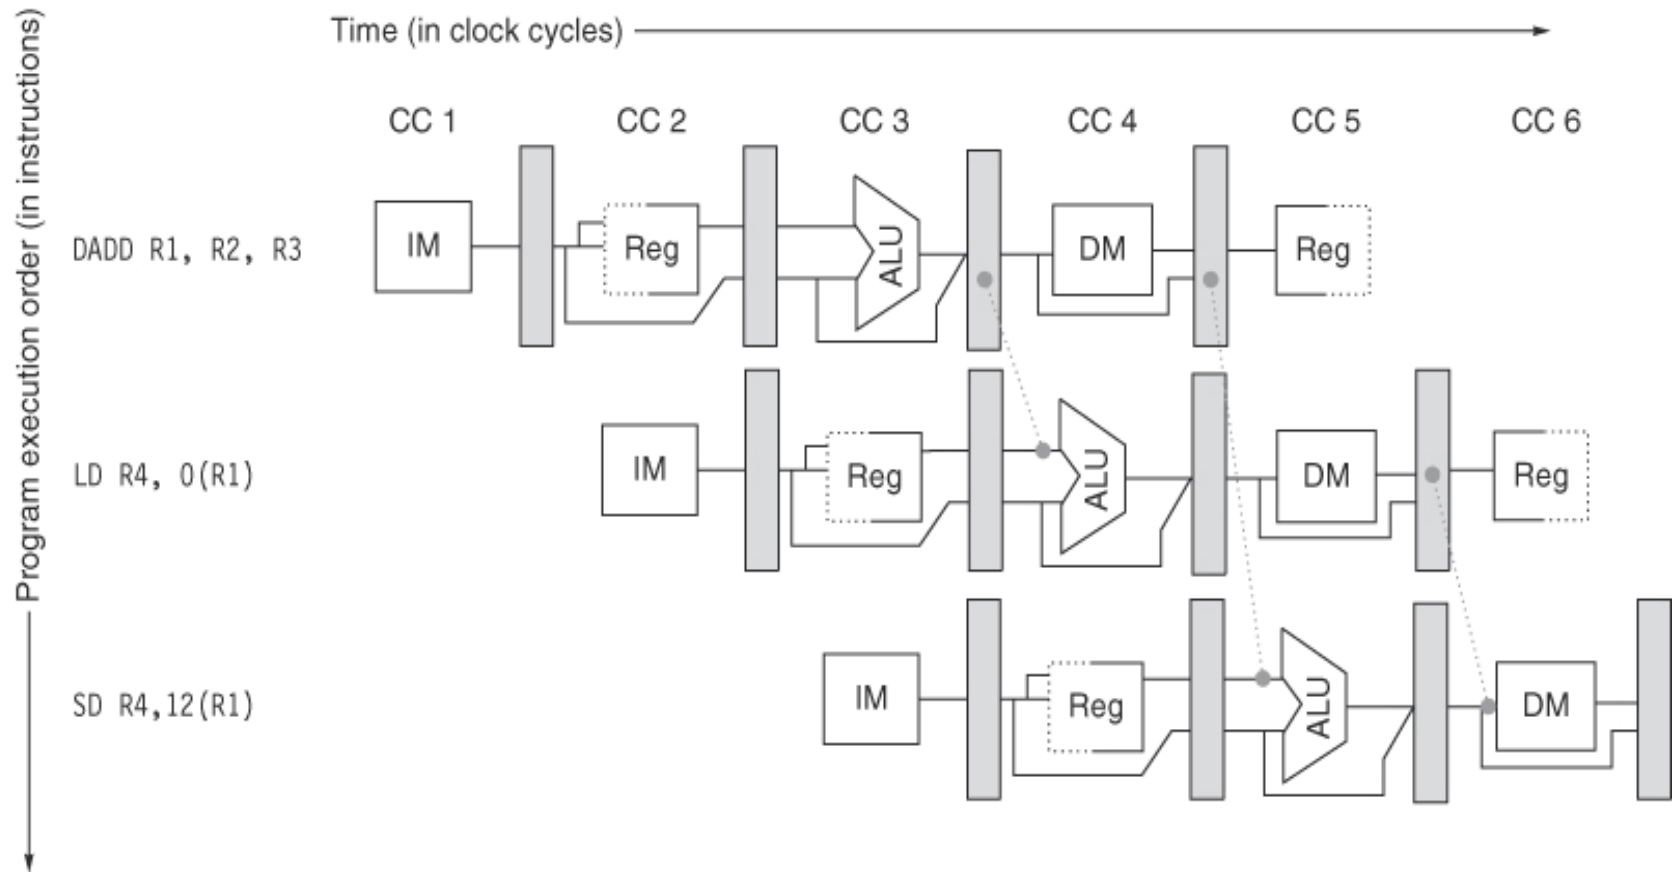 Time (in clock cycles)
Program execution order (in instructions)
CC 1 CC 2 CC 3 CC 4 CC 5 CC 6
DADD R1, R2, R3
IM Reg ALU DM Reg
LD R4, 0(R1)
IM Reg ALU DM Reg
SD R4,12(R1)
IM Reg ALU DM